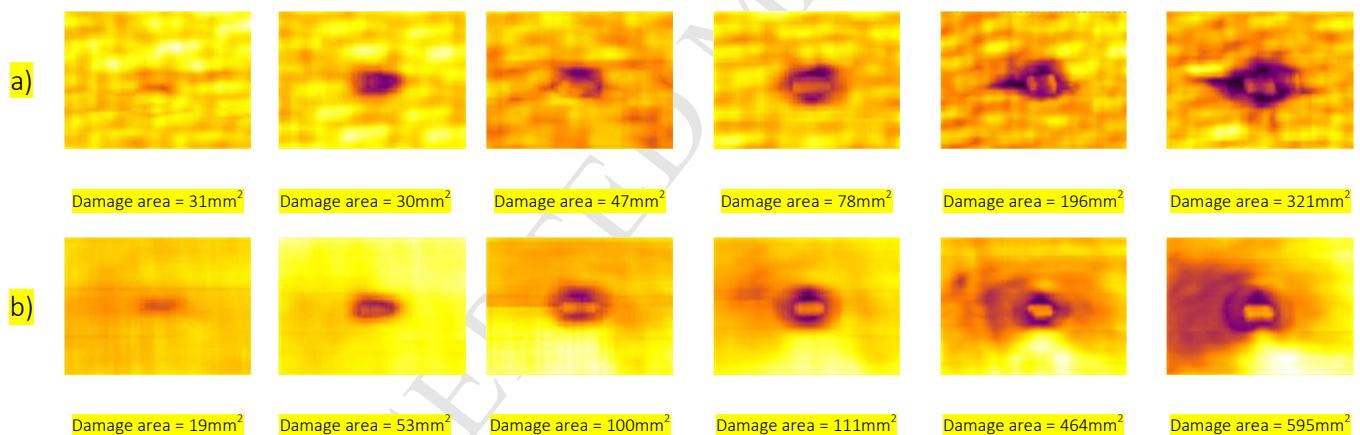 a)
Damage area = 31mm²
Damage area = 30mm²
Damage area = 47mm²
Damage area = 78mm²
Damage area = 196mm²
Damage area = 321mm²
b)
Damage area = 19mm²
Damage area = 53mm²
Damage area = 100mm²
Damage area = 111mm²
Damage area = 464mm²
Damage area = 595mm²